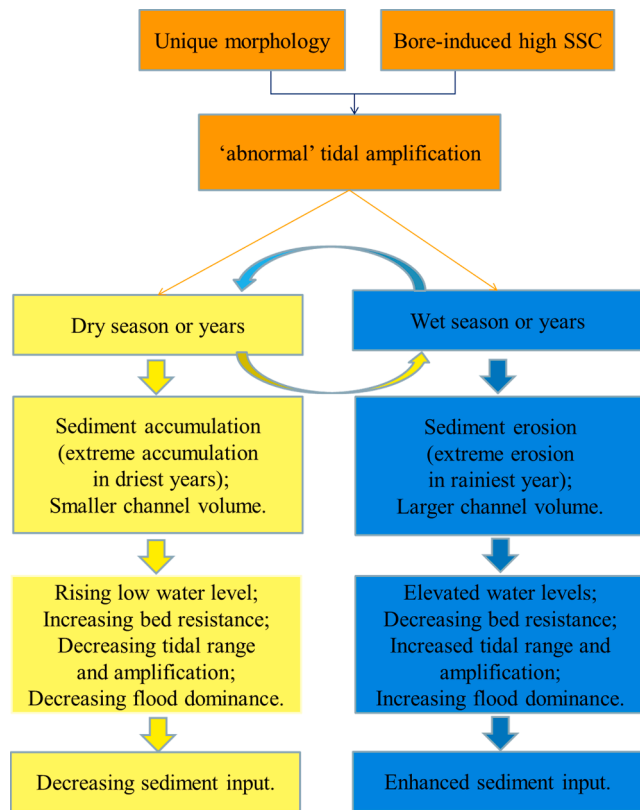 Unique morphology
Bore-induced high SSC
‘abnormal’ tidal amplification
Dry season or years
Wet season or years
Sediment accumulation
(extreme accumulation
in driest years);
Smaller channel volume.
Sediment erosion
(extreme erosion
in rainiest year);
Larger channel volume.
Rising low water level;
Increasing bed resistance;
Decreasing tidal range
and amplification;
Decreasing flood dominance.
Elevated water levels;
Decreasing bed resistance;
Increased tidal range and
amplification;
Increasing flood dominance.
Decreasing sediment input.
Enhanced sediment input.